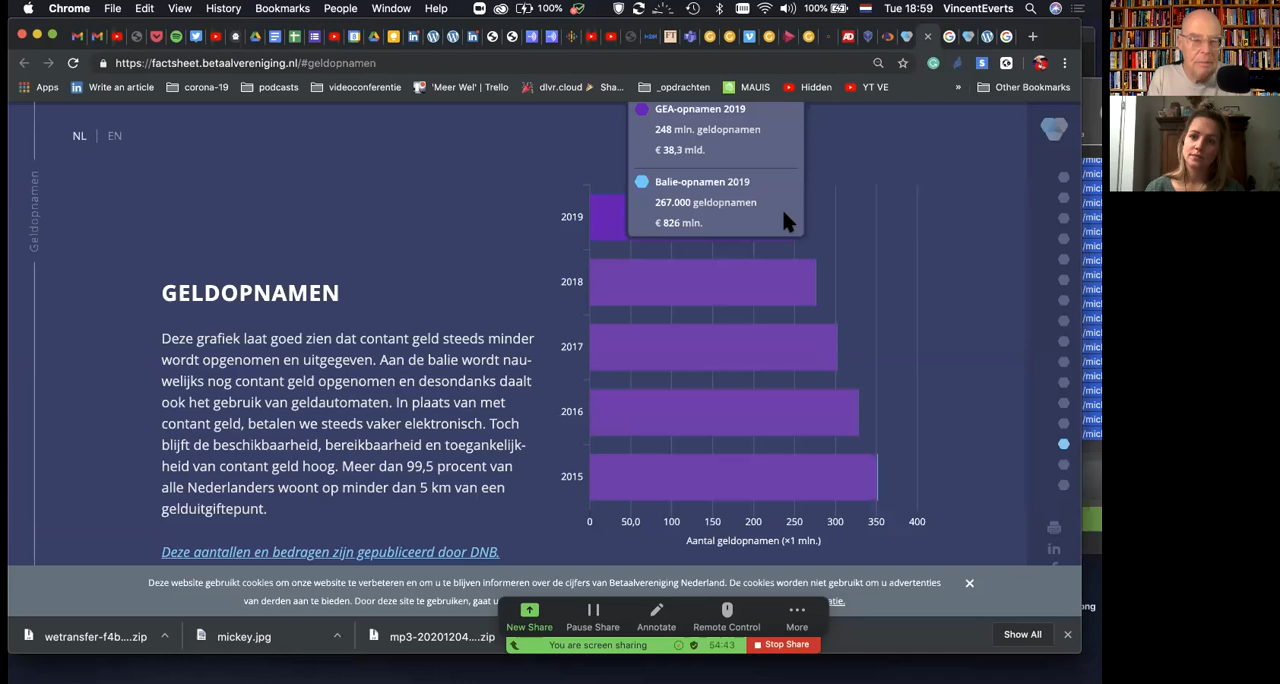 Chrome File Edit View History Bookmarks People Window Help 100% 100% Tue 18:59 VincentEverts
https://factsheet.betaalvereniging.nl/#geldopnamen
Apps Write an article corona-19 podcasts videoconferentie 'Meer Wel' | Trello dlvr.cloud Sha... _opdrachten MAUIS Hidden YT VE » Other Bookmarks
NL | EN
Geldopnamen
GELDOPNAMEN
Deze grafiek laat goed zien dat contant geld steeds minder
wordt opgenomen en uitgegeven. Aan de balie wordt nau-
welijks nog contant geld opgenomen en desondanks daalt
ook het gebruik van geldautomaten. In plaats van met
contant geld, betalen we steeds vaker elektronisch. Toch
blijft de beschikbaarheid, bereikbaarheid en toegankelijk-
heid van contant geld hoog. Meer dan 99,5 procent van
alle Nederlanders woont op minder dan 5 km van een
gelduitgiftepunt.
Deze aantallen en bedragen zijn gepubliceerd door DNB.
GEA-opnamen 2019
248 mln. geldopnamen
€ 38,3 mld.
Balie-opnamen 2019
267.000 geldopnamen
€ 826 mln.
2019
2018
2017
2016
2015
0 50,0 100 150 200 250 300 350 400
Aantal geldopnamen (×1 mln.)
Deze website gebruikt cookies om onze website te verbeteren en om u te blijven informeren over de cijfers van Betaalvereniging Nederland. De cookies worden niet gebruikt om u advertenties
van derden aan te bieden. Door deze site te gebruiken, gaat u
New Share Pause Share Annotate Remote Control More
You are screen sharing 54:43 Stop Share
wetransfer-f4b....zip mickey.jpg mp3-20201204....zip Show All